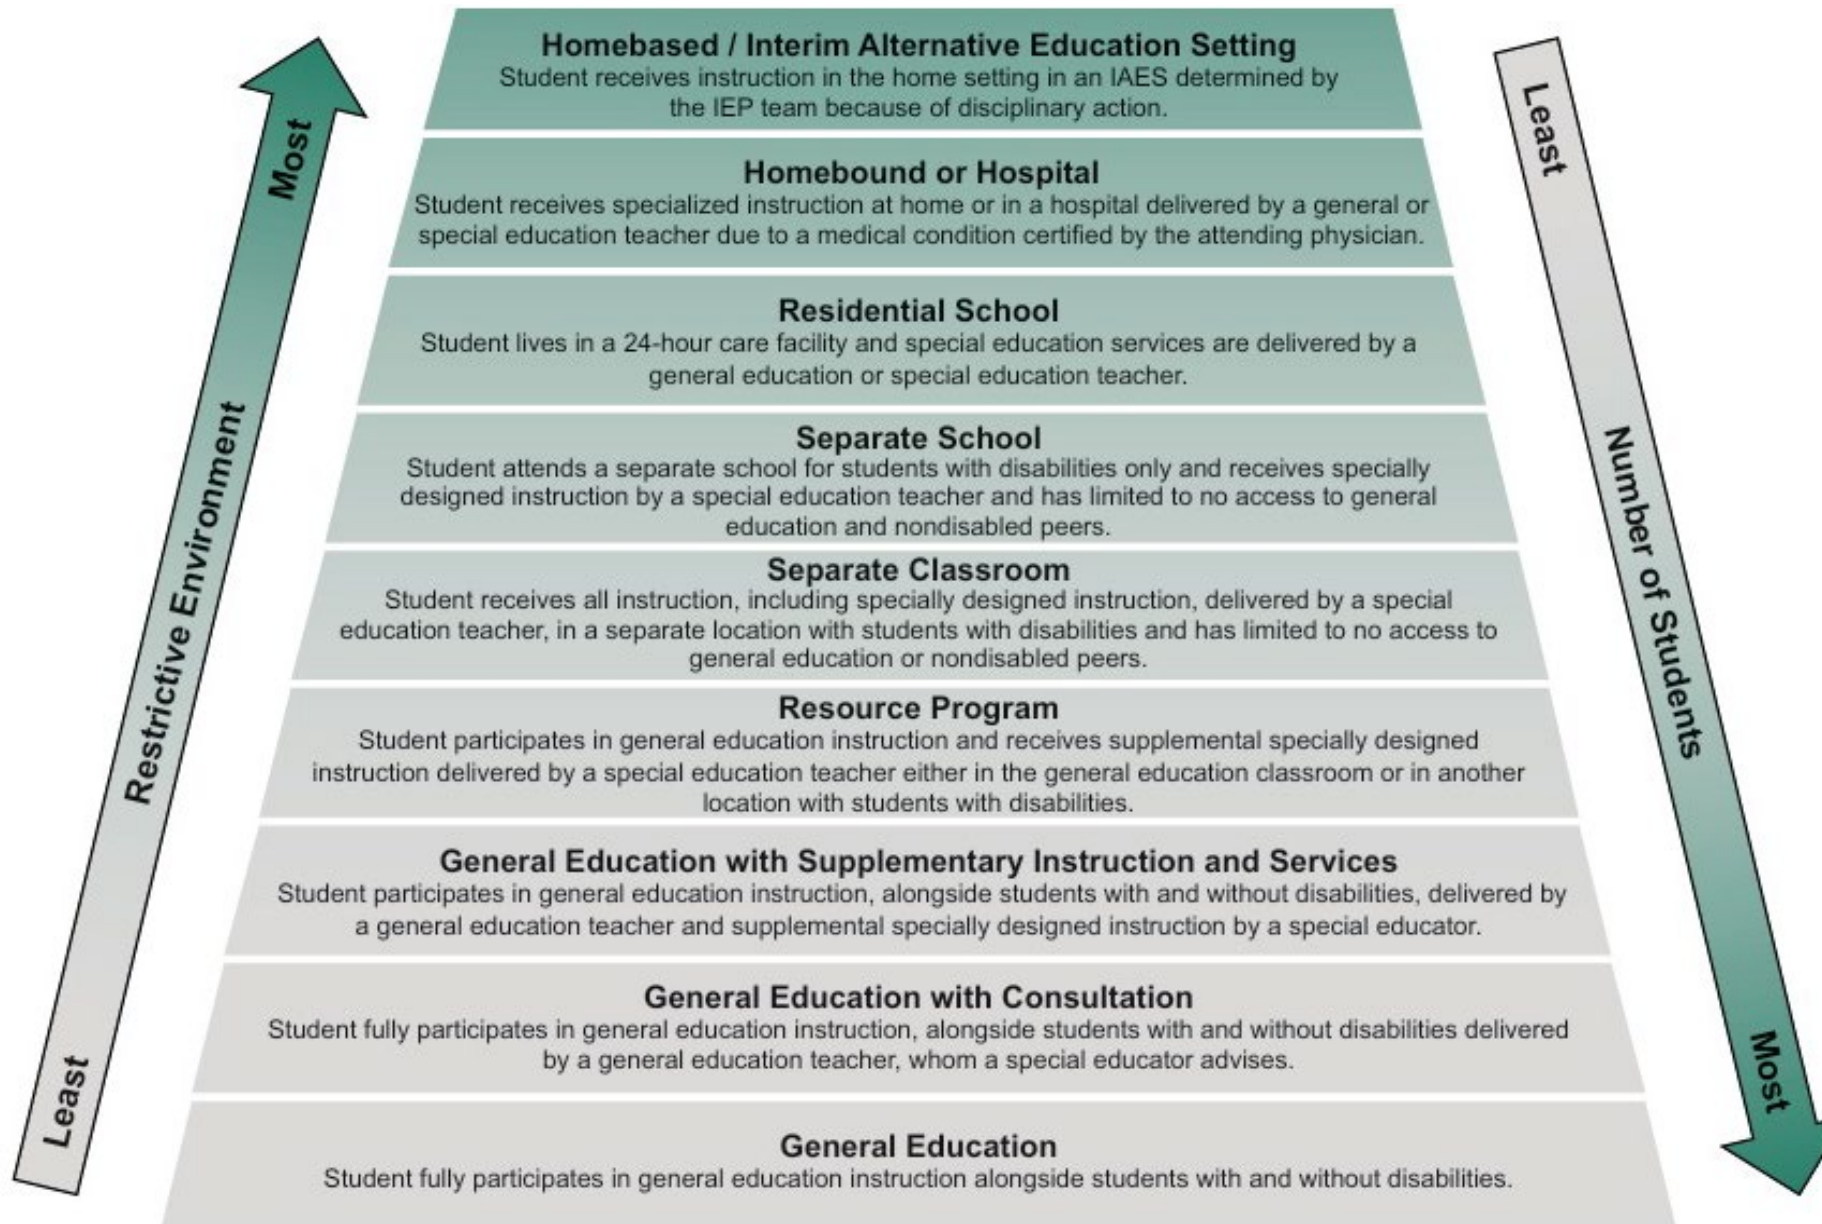 Homebased / Interim Alternative Education Setting
Student receives instruction in the home setting in an IAES determined by
the IEP team because of disciplinary action.
Homebound or Hospital
Student receives specialized instruction at home or in a hospital delivered by a general or
special education teacher due to a medical condition certified by the attending physician.
Residential School
Student lives in a 24-hour care facility and special education services are delivered by a
general education or special education teacher.
Separate School
Student attends a separate school for students with disabilities only and receives specially
designed instruction by a special education teacher and has limited to no access to general
education and nondisabled peers.
Separate Classroom
Student receives all instruction, including specially designed instruction, delivered by a special
education teacher, in a separate location with students with disabilities and has limited to no access to
general education or nondisabled peers.
Resource Program
Student participates in general education instruction and receives supplemental specially designed
instruction delivered by a special education teacher either in the general education classroom or in another
location with students with disabilities.
General Education with Supplementary Instruction and Services
Student participates in general education instruction, alongside students with and without disabilities, delivered by
a general education teacher and supplemental specially designed instruction by a special educator.
General Education with Consultation
Student fully participates in general education instruction, alongside students with and without disabilities delivered
by a general education teacher, whom a special educator advises.
General Education
Student fully participates in general education instruction alongside students with and without disabilities.
Least
Restrictive Environment
Most
Least
Number of Students
Most